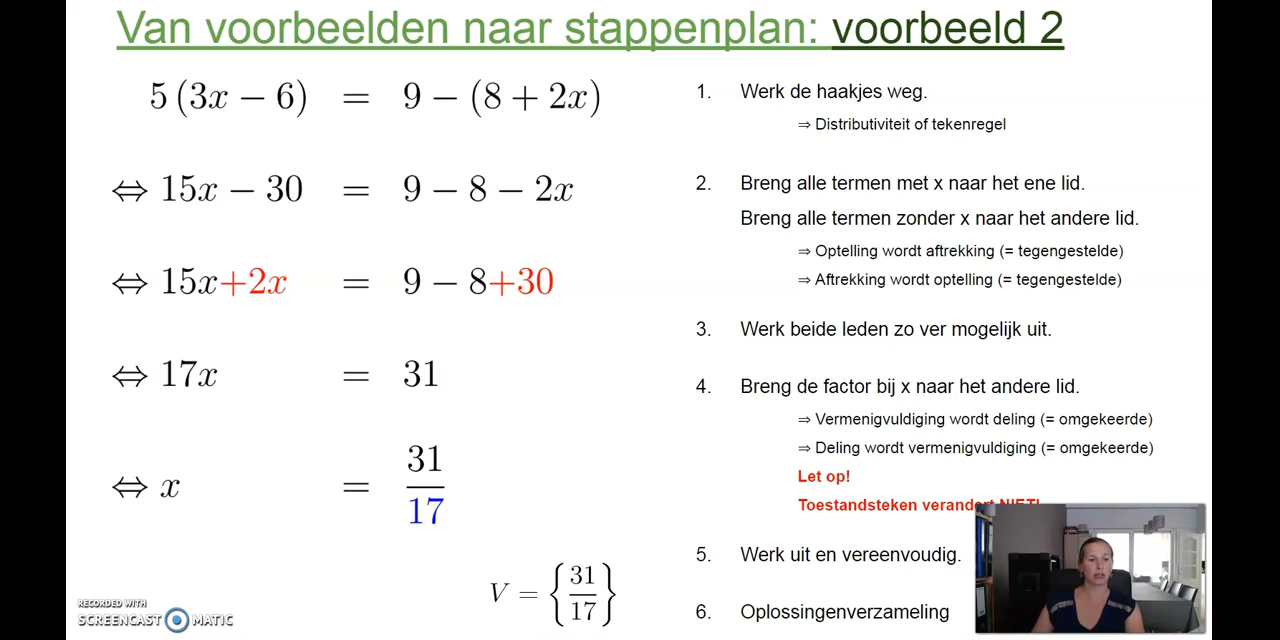 Van voorbeelden naar stappenplan: voorbeeld 2
5 (3x − 6) = 9 − (8 + 2x)
⇔ 15x − 30 = 9 − 8 − 2x
⇔ 15x+2x = 9 − 8+30
⇔ 17x = 31
⇔ x = 31/17
V = {31/17}
1. Werk de haakjes weg.
⇒ Distributiviteit of tekenregel
2. Breng alle termen met x naar het ene lid.
Breng alle termen zonder x naar het andere lid.
⇒ Optelling wordt aftrekking (= tegengestelde)
⇒ Aftrekking wordt optelling (= tegengestelde)
3. Werk beide leden zo ver mogelijk uit.
4. Breng de factor bij x naar het andere lid.
⇒ Vermenigvuldiging wordt deling (= omgekeerde)
⇒ Deling wordt vermenigvuldiging (= omgekeerde)
Let op!
Toestandsteken verandert NIET!
5. Werk uit en vereenvoudig.
6. Oplossingenverzameling
RECORDED WITH
SCREENCAST MATIC